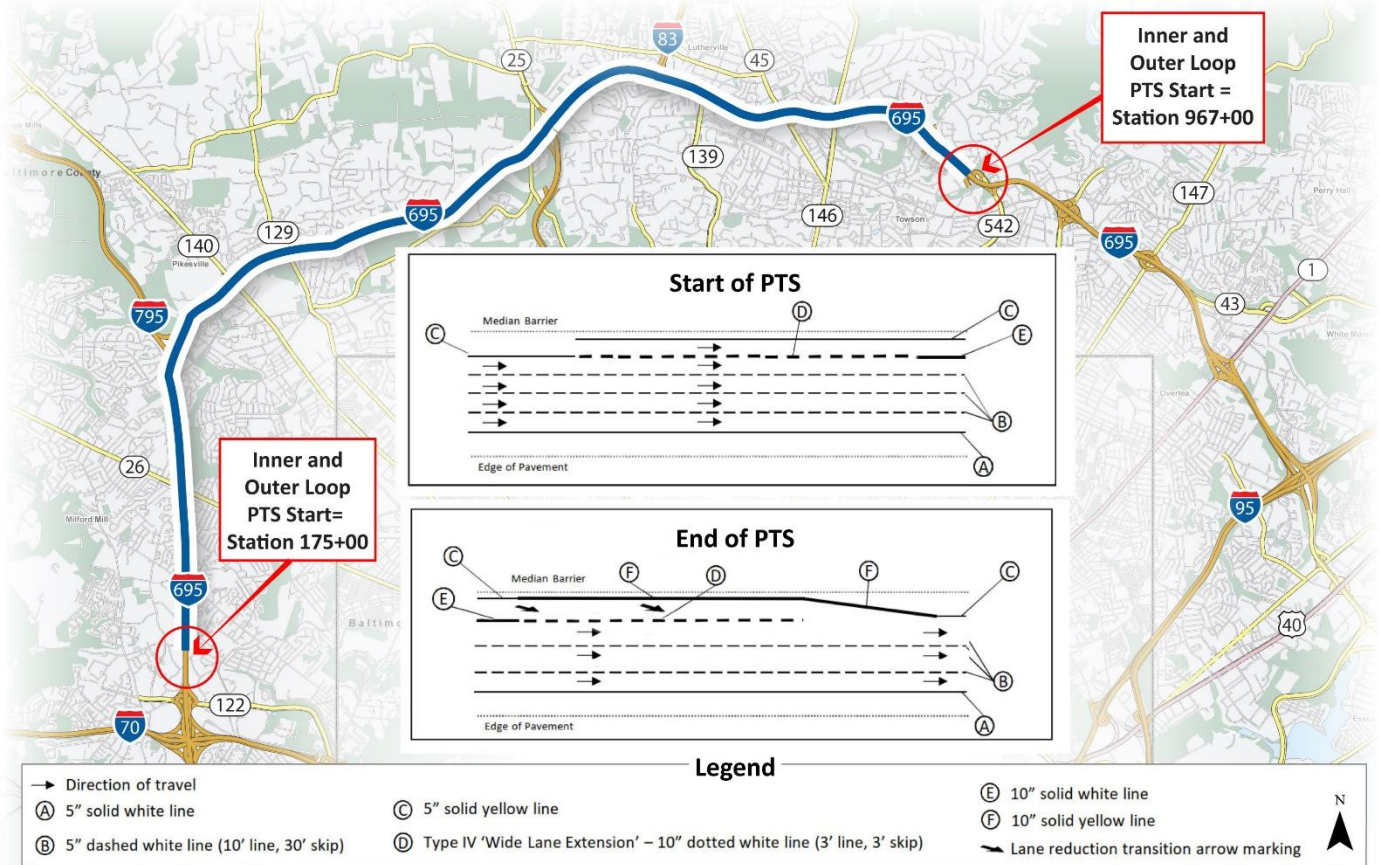 83
Lutherville
25
45
Inner and
Outer Loop
PTS Start =
Station 967+00
695
139
147
Perry Hall
146
Towson
542
695
129
695
140
Pikesville
1
43
795
26
Milford Mill
Overlea
95
40
Inner and
Outer Loop
PTS Start=
Station 175+00
695
122
70
Start of PTS
Median Barrier
C
D
C
E
B
Edge of Pavement
A
End of PTS
C
Median Barrier
F
D
F
C
E
B
Edge of Pavement
A
Legend
Direction of travel
A 5” solid white line
B 5” dashed white line (10’ line, 30’ skip)
C 5” solid yellow line
D Type IV ‘Wide Lane Extension’ – 10” dotted white line (3’ line, 3’ skip)
E 10” solid white line
F 10” solid yellow line
Lane reduction transition arrow marking
N